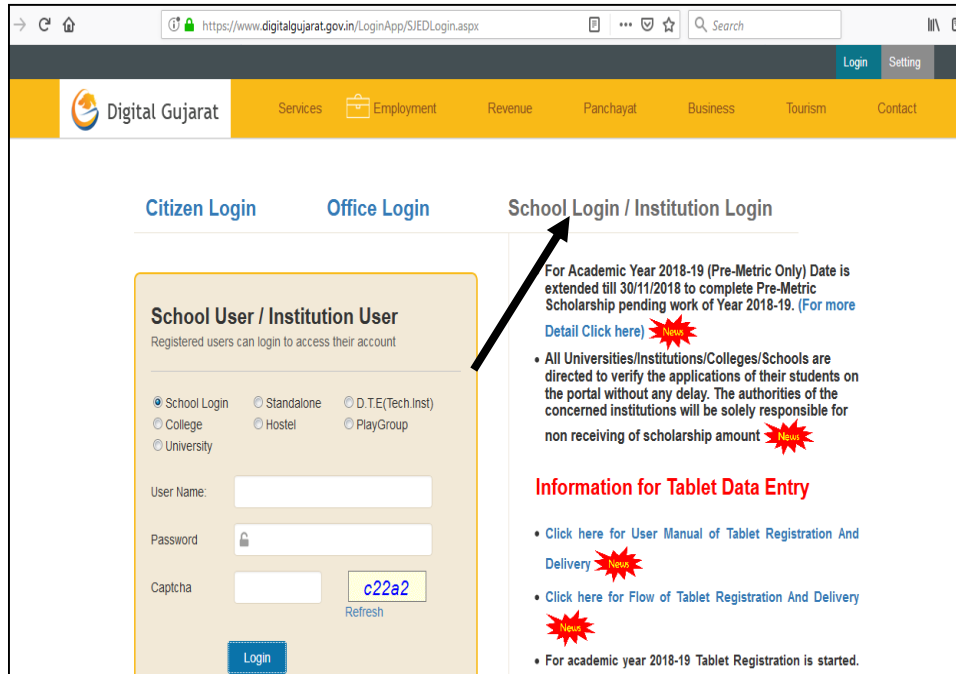 https://www.digitalgujarat.gov.in/LoginApp/SJEDLogin.aspx
Search
Login Setting
Digital Gujarat Services Employment Revenue Panchayat Business Tourism Contact
Citizen Login Office Login School Login / Institution Login
School User / Institution User
Registered users can login to access their account
School Login Standalone D.T.E(Tech.Inst)
College Hostel PlayGroup
University
User Name:
Password
Captcha c22a2
Refresh
Login
For Academic Year 2018-19 (Pre-Metric Only) Date is
extended till 30/11/2018 to complete Pre-Metric
Scholarship pending work of Year 2018-19. (For more
Detail Click here) News
• All Universities/Institutions/Colleges/Schools are
directed to verify the applications of their students on
the portal without any delay. The authorities of the
concerned institutions will be solely responsible for
non receiving of scholarship amount News
Information for Tablet Data Entry
• Click here for User Manual of Tablet Registration And
Delivery News
• Click here for Flow of Tablet Registration And Delivery
News
• For academic year 2018-19 Tablet Registration is started.